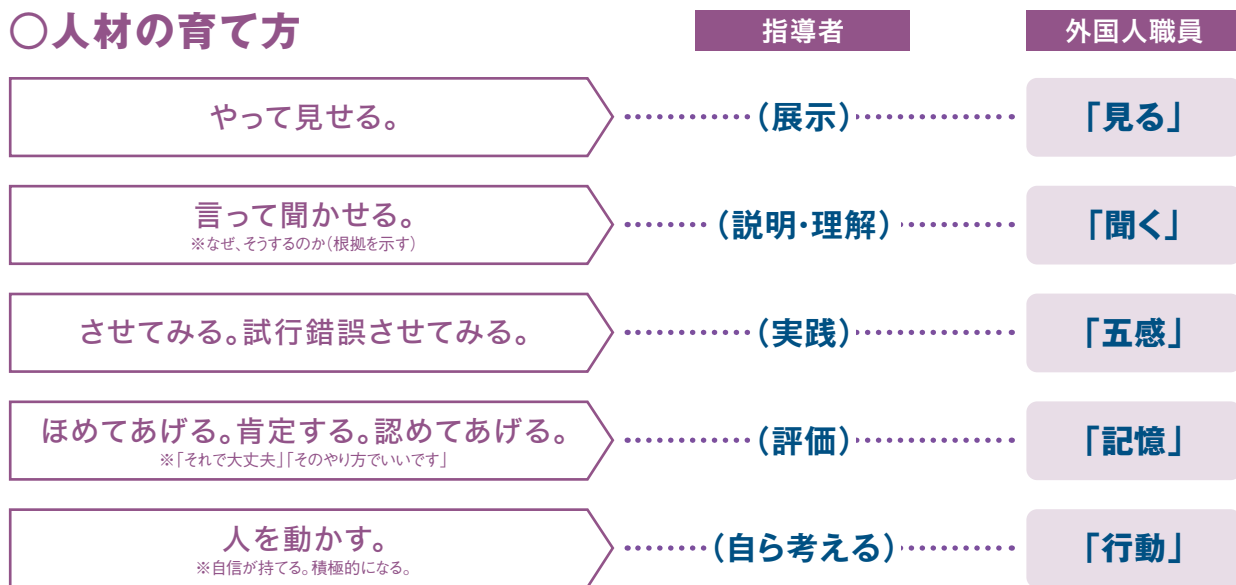 ○人材の育て方
指導者
外国人職員
やって見せる。
(展示)
「見る」
言って聞かせる。
※なぜ、そうするのか(根拠を示す)
(説明・理解)
「聞く」
させてみる。試行錯誤させてみる。
(実践)
「五感」
ほめてあげる。肯定する。認めてあげる。
※「それで大丈夫」「そのやり方でいいです」
(評価)
「記憶」
人を動かす。
※自信が持てる。積極的になる。
(自ら考える)
「行動」